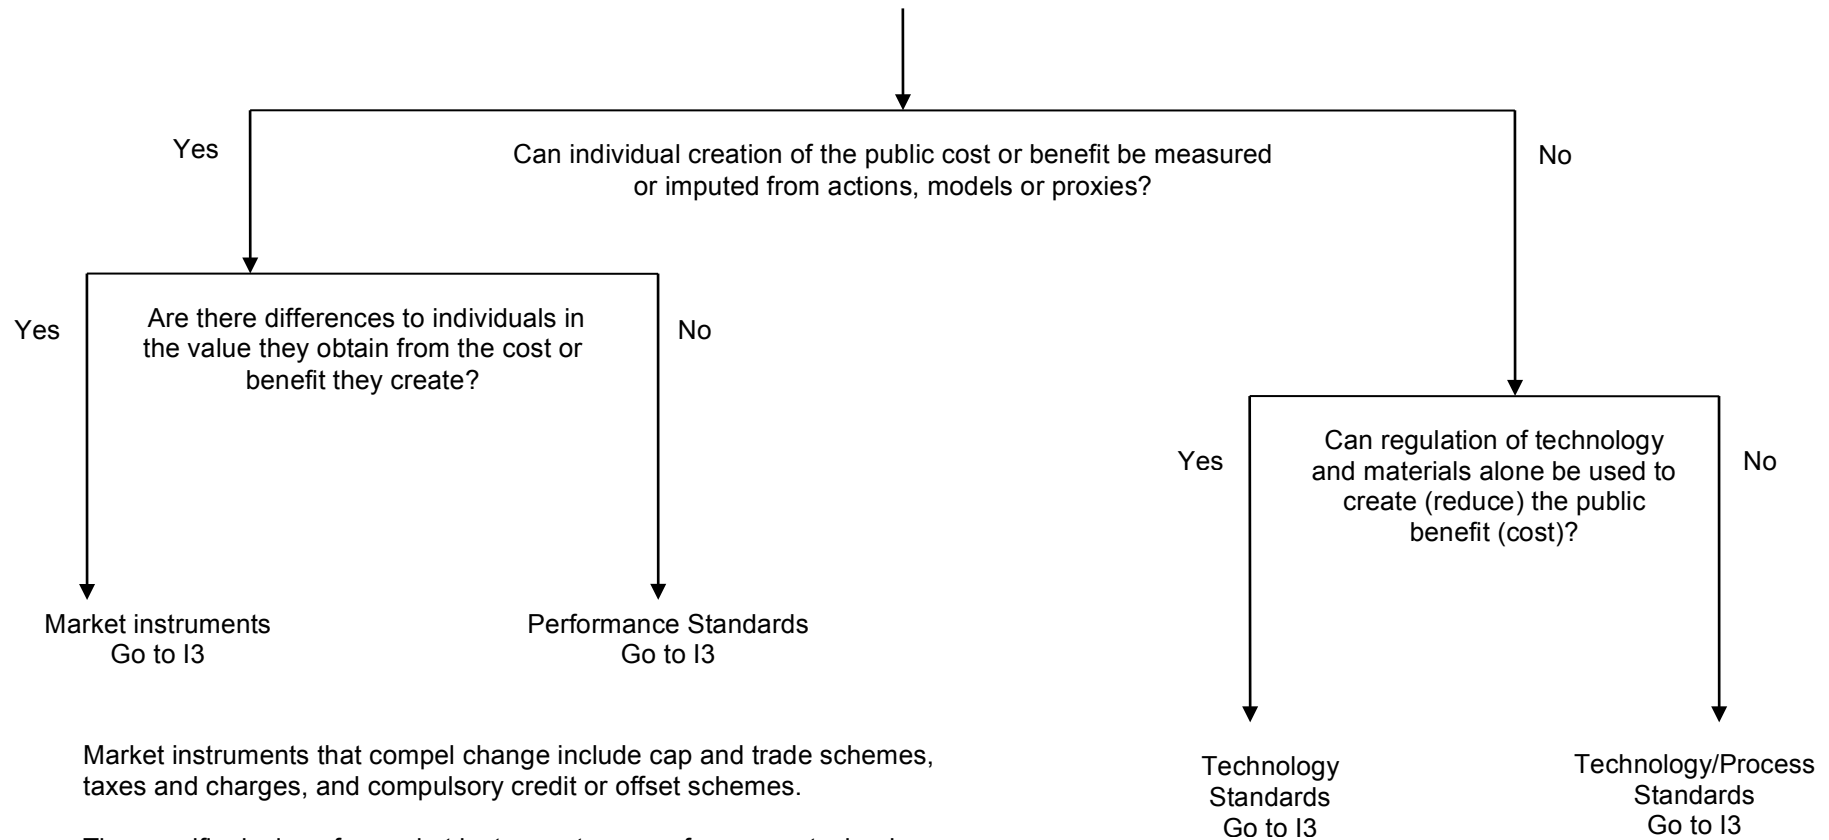 Yes
Can individual creation of the public cost or benefit be measured
or imputed from actions, models or proxies?
No
Yes
Are there differences to individuals in
the value they obtain from the cost or
benefit they create?
No
Yes
Can regulation of technology
and materials alone be used to
create (reduce) the public
benefit (cost)?
No
Market instruments
Go to I3
Performance Standards
Go to I3
Market instruments that compel change include cap and trade schemes,
taxes and charges, and compulsory credit or offset schemes.
Technology
Standards
Go to I3
Technology/Process
Standards
Go to I3